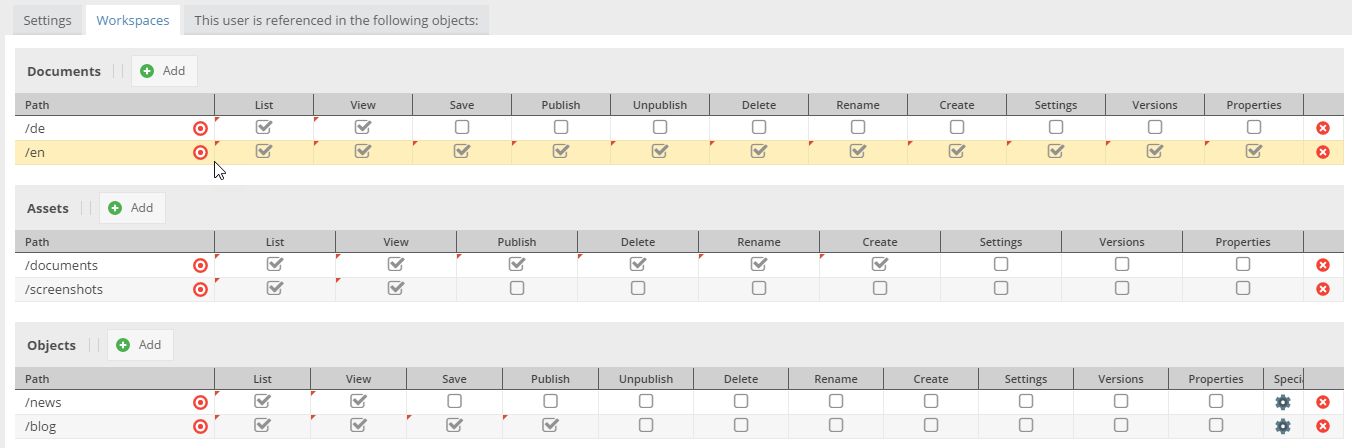 Settings Workspaces This user is referenced in the following objects:
Documents Add
Path List View Save Publish Unpublish Delete Rename Create Settings Versions Properties
/de
/en
Assets Add
Path List View Publish Delete Rename Create Settings Versions Properties
/documents
/screenshots
Objects Add
Path List View Save Publish Unpublish Delete Rename Create Settings Versions Properties Speci
/news
/blog